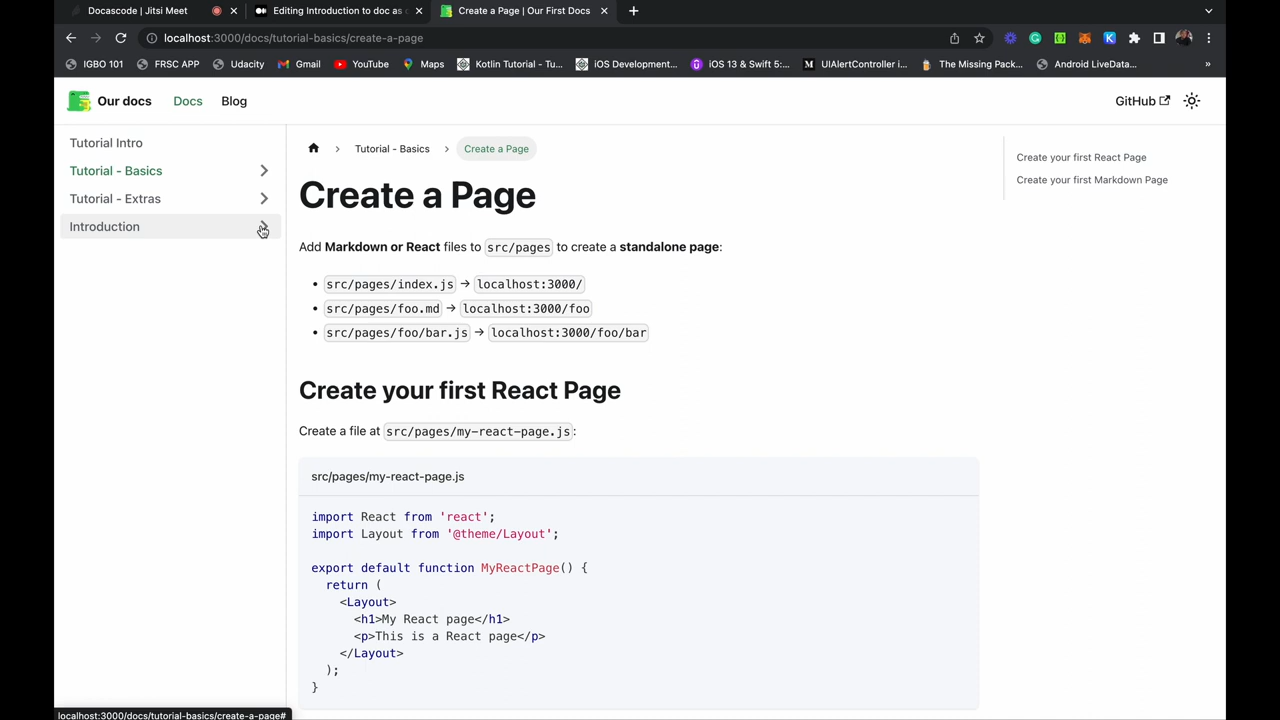 Docascode | Jitsi Meet
Editing Introduction to doc as c
Create a Page | Our First Docs
localhost:3000/docs/tutorial-basics/create-a-page
IGBO 101
FRSC APP
Udacity
Gmail
YouTube
Maps
Kotlin Tutorial - Tu...
iOS Development...
iOS 13 & Swift 5:...
UIAlertController i...
The Missing Pack...
Android LiveData...
»
Our docs
Docs
Blog
GitHub
Tutorial Intro
Tutorial - Basics
Tutorial - Extras
Introduction
Tutorial - Basics
Create a Page
Create a Page
Add Markdown or React files to src/pages to create a standalone page:
• src/pages/index.js → localhost:3000/
• src/pages/foo.md → localhost:3000/foo
• src/pages/foo/bar.js → localhost:3000/foo/bar
Create your first React Page
Create a file at src/pages/my-react-page.js:
src/pages/my-react-page.js
import React from 'react';
import Layout from '@theme/Layout';
export default function MyReactPage() {
return (
<Layout>
<h1>My React page</h1>
<p>This is a React page</p>
</Layout>
);
}
Create your first React Page
Create your first Markdown Page
localhost:3000/docs/tutorial-basics/create-a-page#